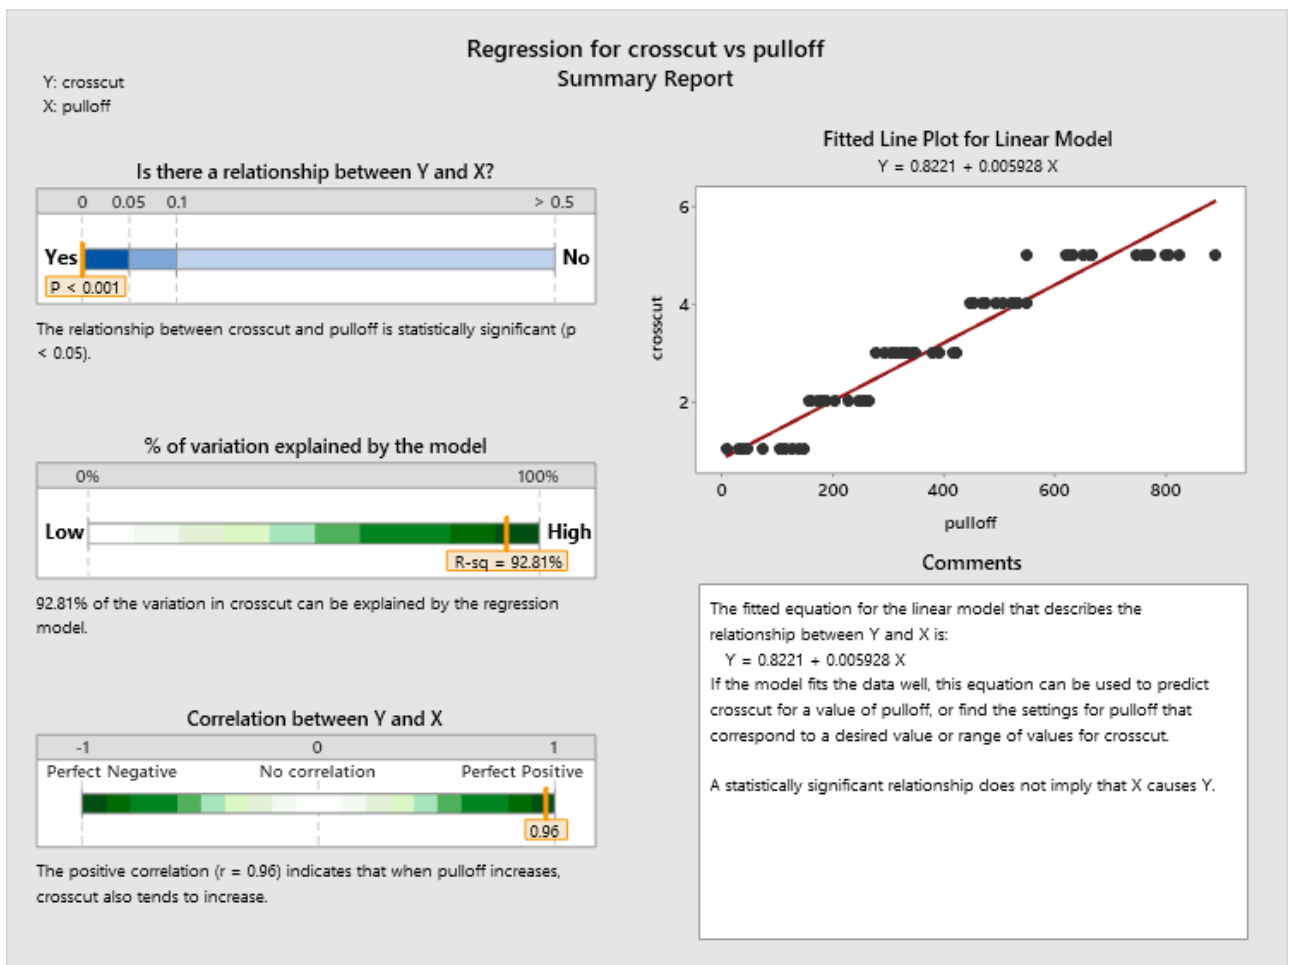 Regression for crosscut vs pulloff
Summary Report
Y: crosscut
X: pulloff
Is there a relationship between Y and X?
0 0.05 0.1 > 0.5
Yes No
P < 0.001
The relationship between crosscut and pulloff is statistically significant (p
< 0.05).
% of variation explained by the model
0% 100%
Low High
R-sq = 92.81%
92.81% of the variation in crosscut can be explained by the regression
model.
Correlation between Y and X
-1 0 1
Perfect Negative No correlation Perfect Positive
0.96
The positive correlation (r = 0.96) indicates that when pulloff increases,
crosscut also tends to increase.
Fitted Line Plot for Linear Model
Y = 0.8221 + 0.005928 X
6
4
2
crosscut
0 200 400 600 800
pulloff
Comments
The fitted equation for the linear model that describes the
relationship between Y and X is:
Y = 0.8221 + 0.005928 X
If the model fits the data well, this equation can be used to predict
crosscut for a value of pulloff, or find the settings for pulloff that
correspond to a desired value or range of values for crosscut.
A statistically significant relationship does not imply that X causes Y.